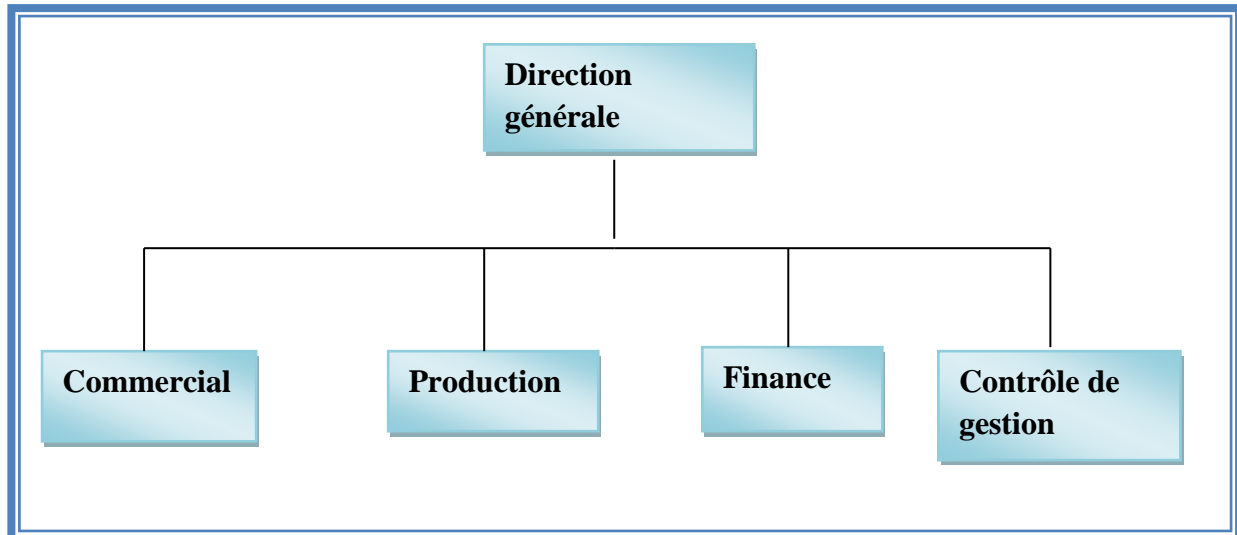 Direction
générale
Commercial
Production
Finance
Contrôle de
gestion